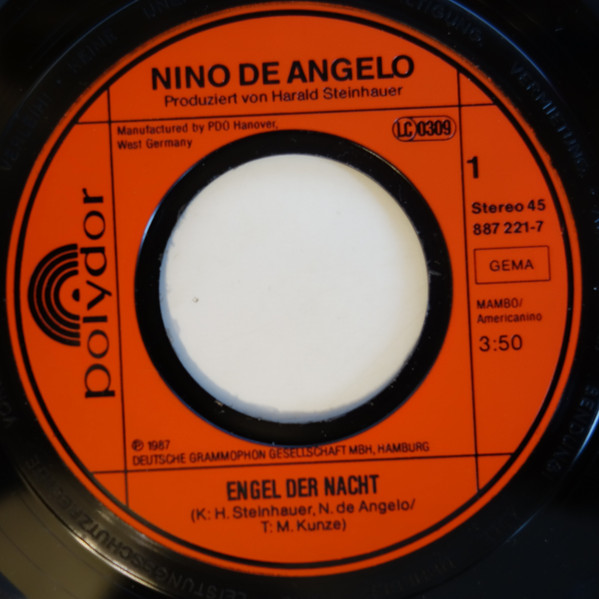 NINO DE ANGELO
Produziert von Harald Steinhauer
Manufactured by PDO Hanover,
West Germany
LC 0309
1
Stereo 45
887 221-7
GEMA
MAMBO/
Americanino
3:50
polydor
℗ 1987
DEUTSCHE GRAMMOPHON GESELLSCHAFT MBH, HAMBURG
ENGEL DER NACHT
(K: H. Steinhauer, N. de Angelo/
T: M. Kunze)
VERMIETUNG
SENDUNG